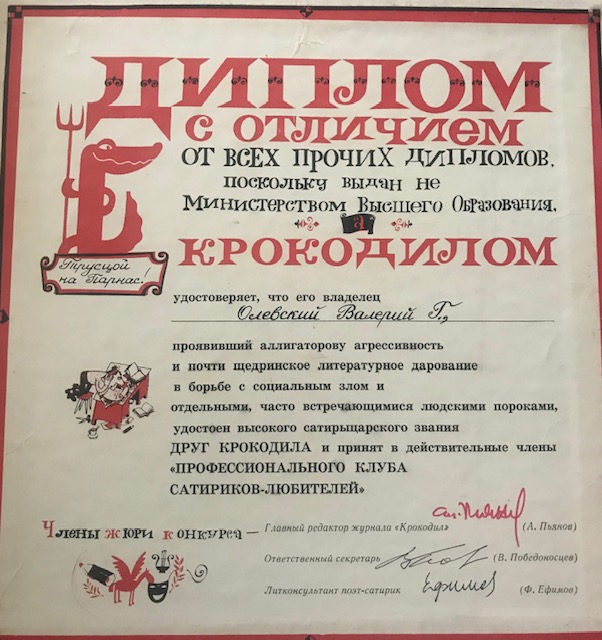 ДИПЛОМ
С ОТЛИЧИЕМ
ОТ ВСЕХ ПРОЧИХ ДИПЛОМОВ,
ПОСКОЛЬКУ ВЫДАН НЕ
МИНИСТЕРСТВОМ ВЫСШЕГО ОБРАЗОВАНИЯ,
А
КРОКОДИЛОМ
Трусцой
на Парнас!
удостоверяет, что его владелец
Олевский Валерий Г.,
проявивший аллигаторову агрессивность
и почти щедринское литературное дарование
в борьбе с социальным злом и
отдельными, часто встречающимися людскими пороками,
удостоен высокого сатирыцарского звания
ДРУГ КРОКОДИЛА и принят в действительные члены
«ПРОФЕССИОНАЛЬНОГО КЛУБА
САТИРИКОВ-ЛЮБИТЕЛЕЙ»
ЧЛЕНЫ ЖЮРИ КОНКУРСА —
Главный редактор журнала «Крокодил» (А. Пьянов)
Ответственный секретарь (В. Победоносцев)
Литконсультант поэт-сатирик Ефимов (Ф. Ефимов)